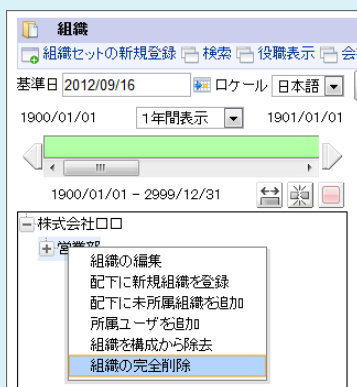 組織
組織セットの新規登録 検索 役職表示 会
基準日 2012/09/16 ロケール 日本語
1900/01/01 1年間表示 1901/01/01
1900/01/01 - 2999/12/31
株式会社口口
営業部
組織の編集
配下に新規組織を登録
配下に未所属組織を追加
所属ユーザを追加
組織を構成から除去
組織の完全削除